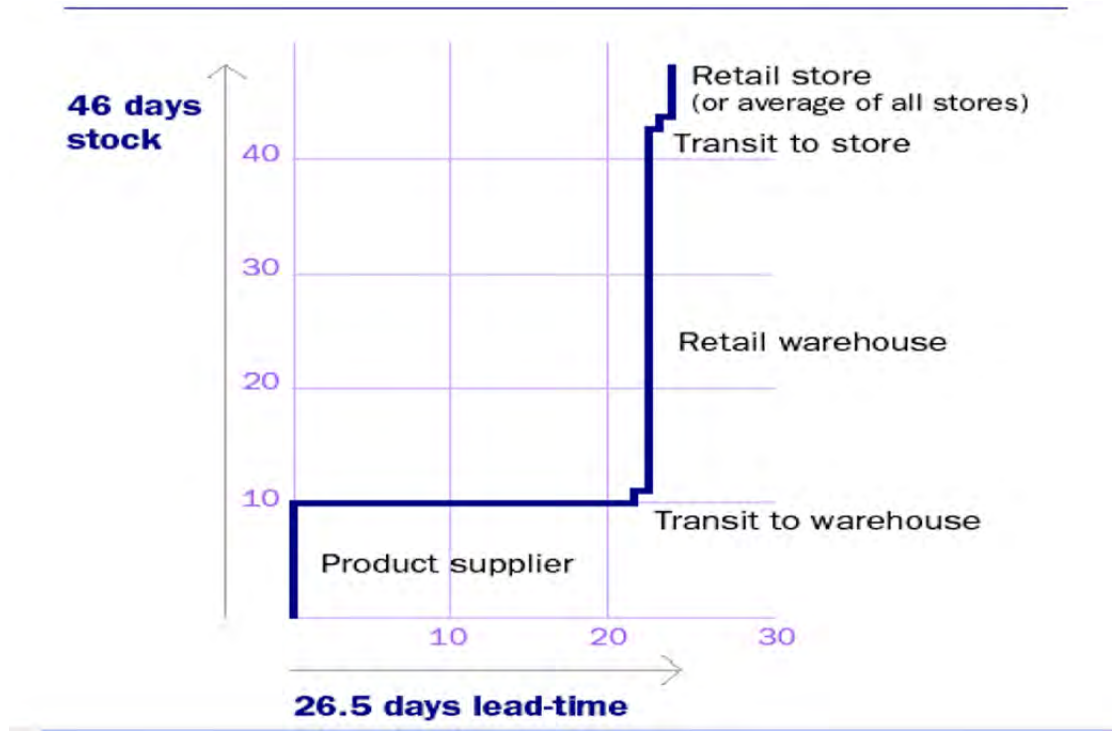 Retail store
(or average of all stores)
46 days
stock
Transit to store
40
30
Retail warehouse
20
10
Transit to warehouse
Product supplier
10 20 30
26.5 days lead-time